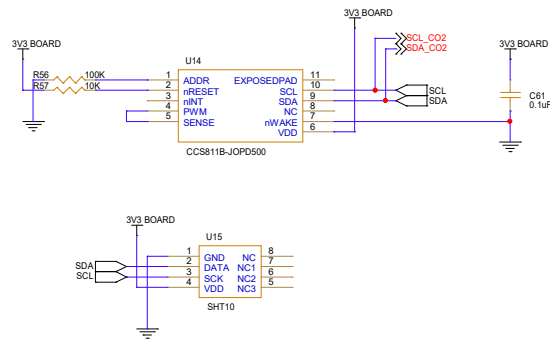 3V3 BOARD
SCL_CO2
SDA_CO2
3V3 BOARD
3V3 BOARD
U14
R56 100K
R57 10K
1 ADDR EXPOSEDPAD 11
2 nRESET SCL 10
3 nINT SDA 9
4 PWM NC 8
5 SENSE nWAKE 7
VDD 6
SCL
SDA
C61
0.1uF
CCS811B-JOPD500
3V3 BOARD
U15
1 GND NC 8
SDA 2 DATA NC1 7
SCL 3 SCK NC2 6
4 VDD NC3 5
SHT10